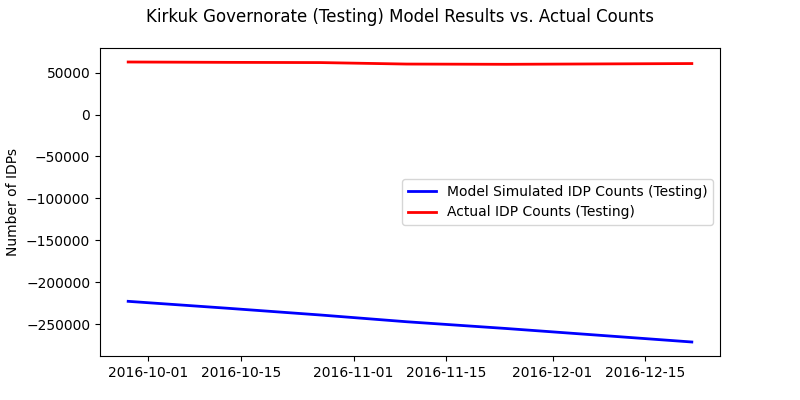 Kirkuk Governorate (Testing) Model Results vs. Actual Counts
Number of IDPs
50000
0
−50000
−100000
−150000
−200000
−250000
Model Simulated IDP Counts (Testing)
Actual IDP Counts (Testing)
2016-10-01 2016-10-15 2016-11-01 2016-11-15 2016-12-01 2016-12-15